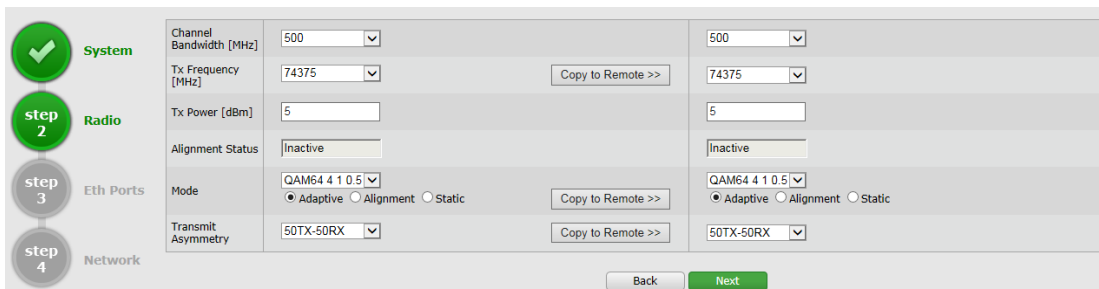 System
step
2
Radio
step
3
Eth Ports
step
4
Network
Channel
Bandwidth [MHz]
500
500
Tx Frequency
[MHz]
74375
Copy to Remote >>
74375
Tx Power [dBm]
5
5
Alignment Status
Inactive
Inactive
Mode
QAM64 4 1 0.5
Adaptive Alignment Static
Copy to Remote >>
QAM64 4 1 0.5
Adaptive Alignment Static
Transmit
Asymmetry
50TX-50RX
Copy to Remote >>
50TX-50RX
Back
Next